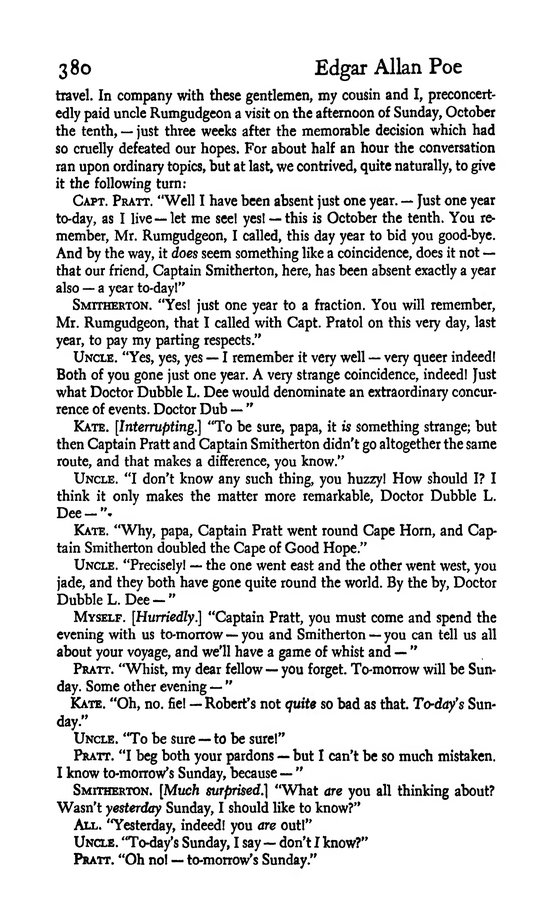 380 Edgar Allan Poe
travel. In company with these gentlemen, my cousin and I, preconcert-
edly paid uncle Rumgudgeon a visit on the afternoon of Sunday, October
the tenth, — just three weeks after the memorable decision which had
so cruelly defeated our hopes. For about half an hour the conversation
ran upon ordinary topics, but at last, we contrived, quite naturally, to give
it the following turn:
CAPT. PRATT. “Well I have been absent just one year. — Just one year
to-day, as I live — let me see! yes! — this is October the tenth. You re-
member, Mr. Rumgudgeon, I called, this day year to bid you good-bye.
And by the way, it does seem something like a coincidence, does it not —
that our friend, Captain Smitherton, here, has been absent exactly a year
also — a year to-day!”
SMITHERTON. “Yes! just one year to a fraction. You will remember,
Mr. Rumgudgeon, that I called with Capt. Pratol on this very day, last
year, to pay my parting respects.”
UNCLE. “Yes, yes, yes — I remember it very well — very queer indeed!
Both of you gone just one year. A very strange coincidence, indeed! Just
what Doctor Dubble L. Dee would denominate an extraordinary concur-
rence of events. Doctor Dub — ”
KATE. [Interrupting.] “To be sure, papa, it is something strange; but
then Captain Pratt and Captain Smitherton didn’t go altogether the same
route, and that makes a difference, you know.”
UNCLE. “I don’t know any such thing, you huzzy! How should I? I
think it only makes the matter more remarkable, Doctor Dubble L.
Dee — ”.
KATE. “Why, papa, Captain Pratt went round Cape Horn, and Cap-
tain Smitherton doubled the Cape of Good Hope.”
UNCLE. “Precisely! — the one went east and the other went west, you
jade, and they both have gone quite round the world. By the by, Doctor
Dubble L. Dee — ”
MYSELF. [Hurriedly.] “Captain Pratt, you must come and spend the
evening with us to-morrow — you and Smitherton — you can tell us all
about your voyage, and we’ll have a game of whist and — ”
PRATT. “Whist, my dear fellow — you forget. To-morrow will be Sun-
day. Some other evening — ”
KATE. “Oh, no. fie! — Robert’s not quite so bad as that. To-day’s Sun-
day.”
UNCLE. “To be sure — to be sure!”
PRATT. “I beg both your pardons — but I can’t be so much mistaken.
I know to-morrow’s Sunday, because — ”
SMITHERTON. [Much surprised.] “What are you all thinking about?
Wasn’t yesterday Sunday, I should like to know?”
ALL. “Yesterday, indeed! you are out!”
UNCLE. “To-day’s Sunday, I say — don’t I know?”
PRATT. “Oh no! — to-morrow’s Sunday.”